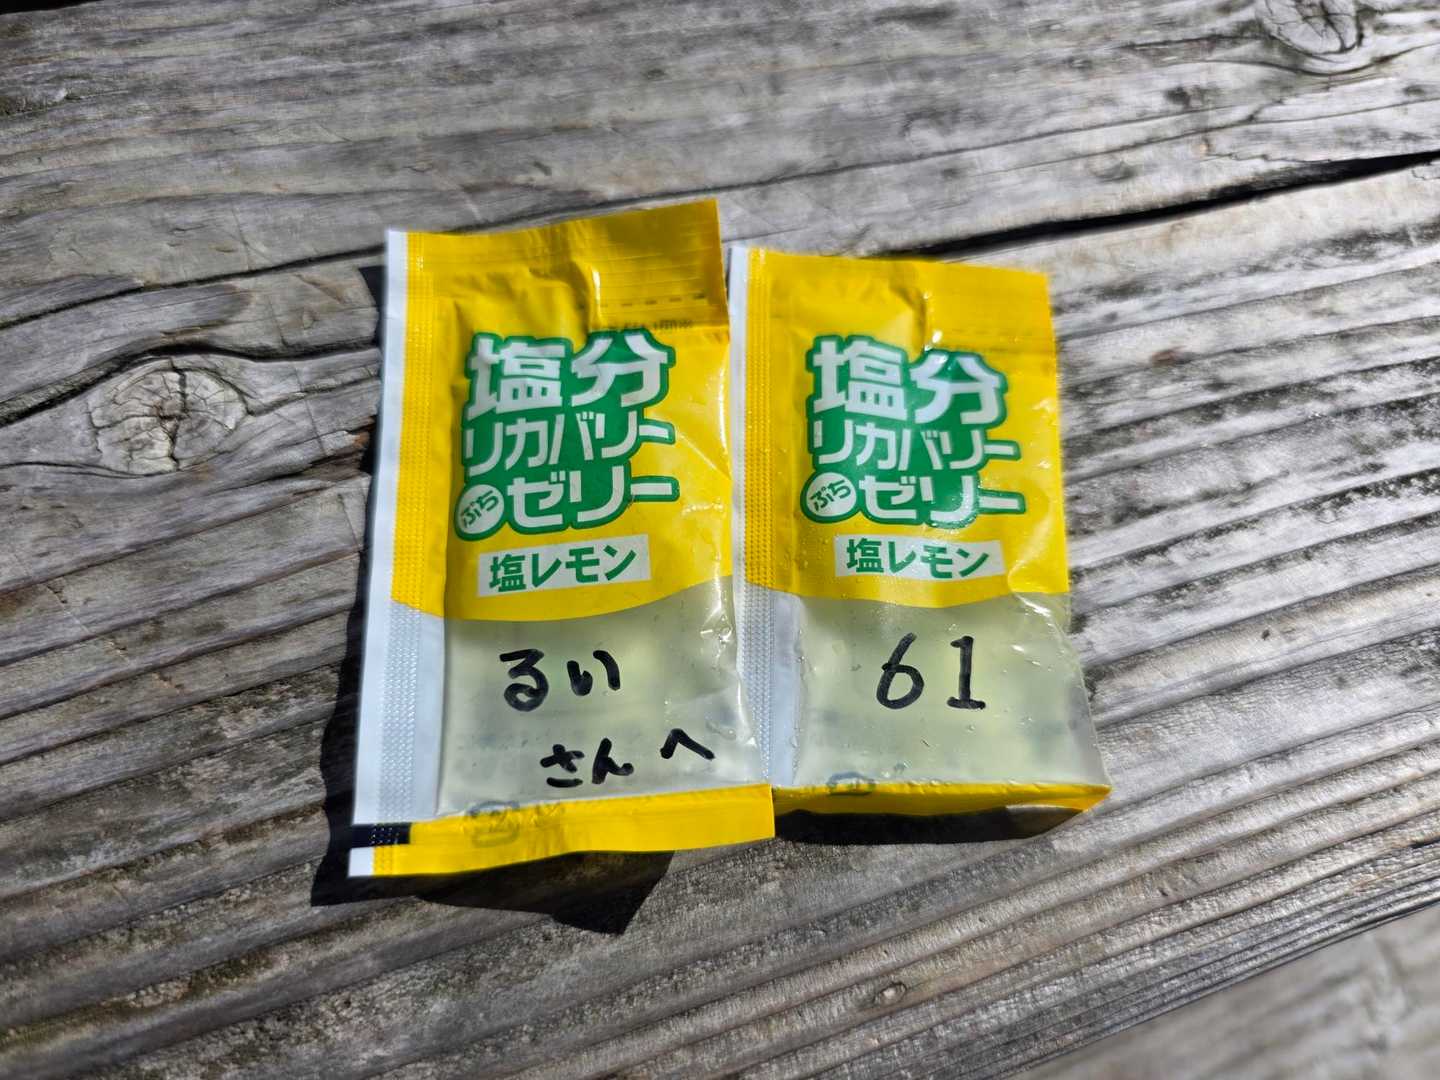 塩分
リカバリー
ぷち ゼリー
塩レモン
るい
さんへ
塩分
リカバリー
ぷち ゼリー
塩レモン
61